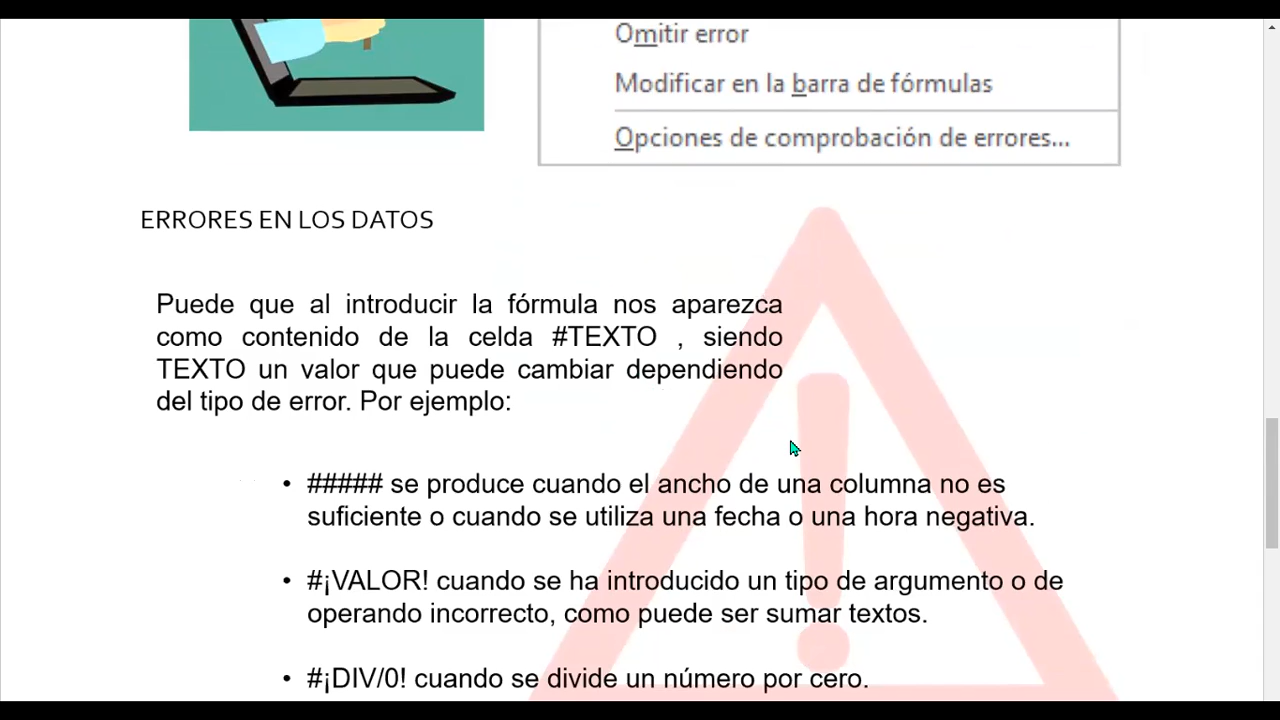 Omitir error
Modificar en la barra de fórmulas
Opciones de comprobación de errores...
ERRORES EN LOS DATOS
Puede que al introducir la fórmula nos aparezca
como contenido de la celda #TEXTO , siendo
TEXTO un valor que puede cambiar dependiendo
del tipo de error. Por ejemplo:
• ##### se produce cuando el ancho de una columna no es
suficiente o cuando se utiliza una fecha o una hora negativa.
• #¡VALOR! cuando se ha introducido un tipo de argumento o de
operando incorrecto, como puede ser sumar textos.
• #¡DIV/0! cuando se divide un número por cero.